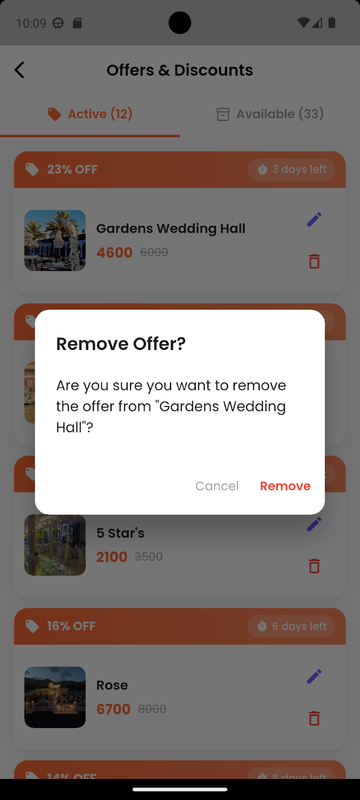 10:09
Offers & Discounts
Active (12)
Available (33)
23% OFF
3 days left
Gardens Wedding Hall
4600 6000
Remove Offer?
Are you sure you want to remove
the offer from "Gardens Wedding
Hall"?
Cancel
Remove
5 Star's
2100 3500
16% OFF
6 days left
Rose
6700 8000
14% OFF